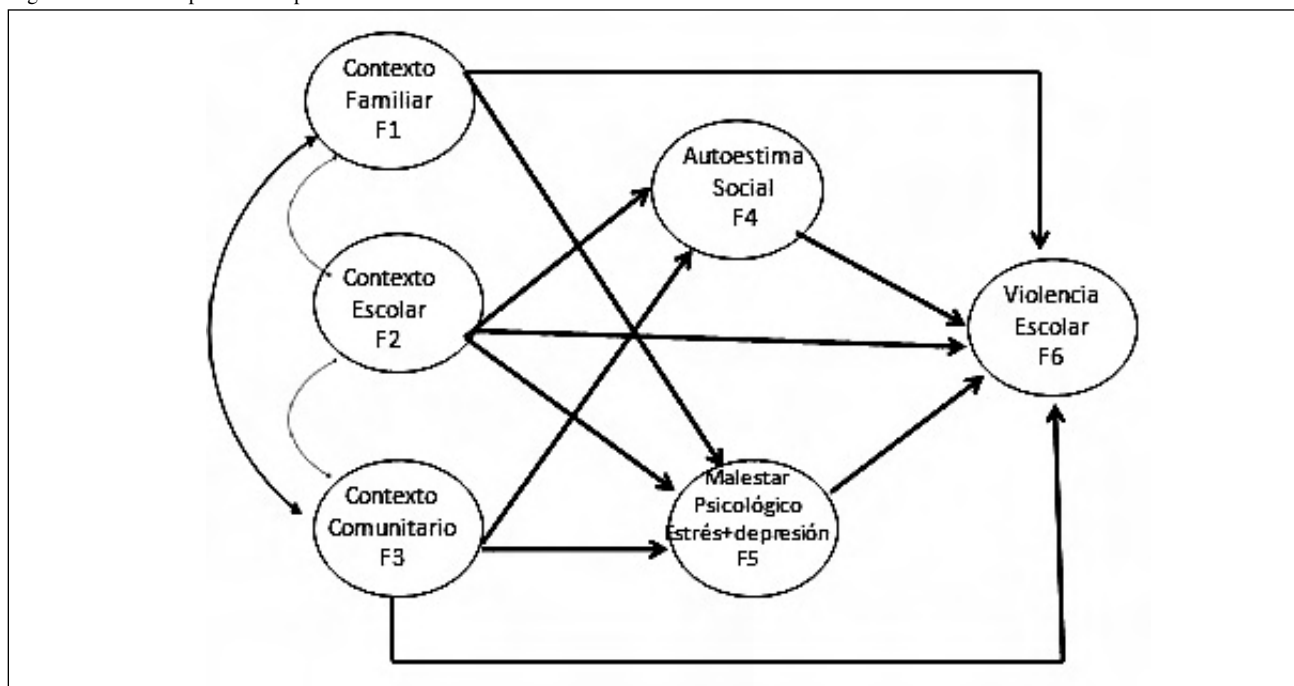 Contexto
Familiar
F1
Autoestima
Social
F4
Contexto
Escolar
F2
Violencia
Escolar
F6
Contexto
Comunitario
F3
Malestar
Psicológico
Estrés+depresión
F5